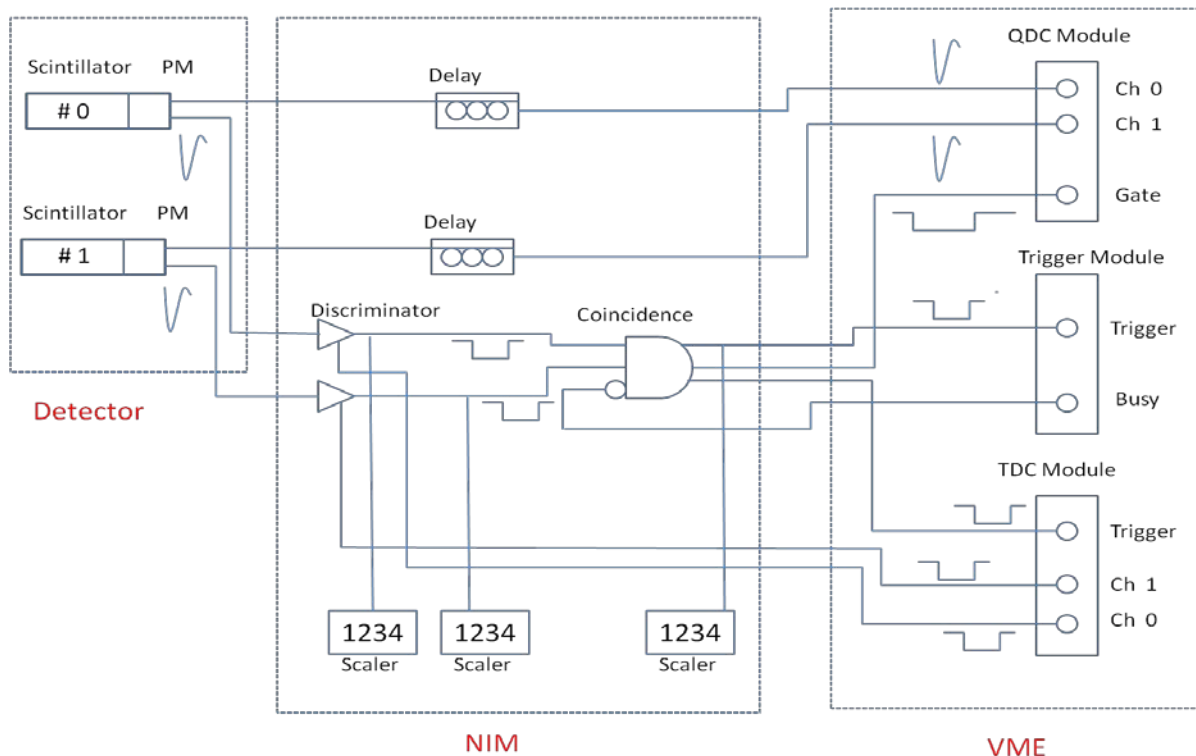 QDC Module
Scintillator PM
Delay
Ch 0
# 0
Ch 1
Scintillator PM
Gate
Delay
# 1
Trigger Module
Discriminator
Coincidence
Trigger
Detector
Busy
TDC Module
Trigger
Ch 1
Ch 0
1234
1234
1234
Scaler
Scaler
Scaler
NIM
VME